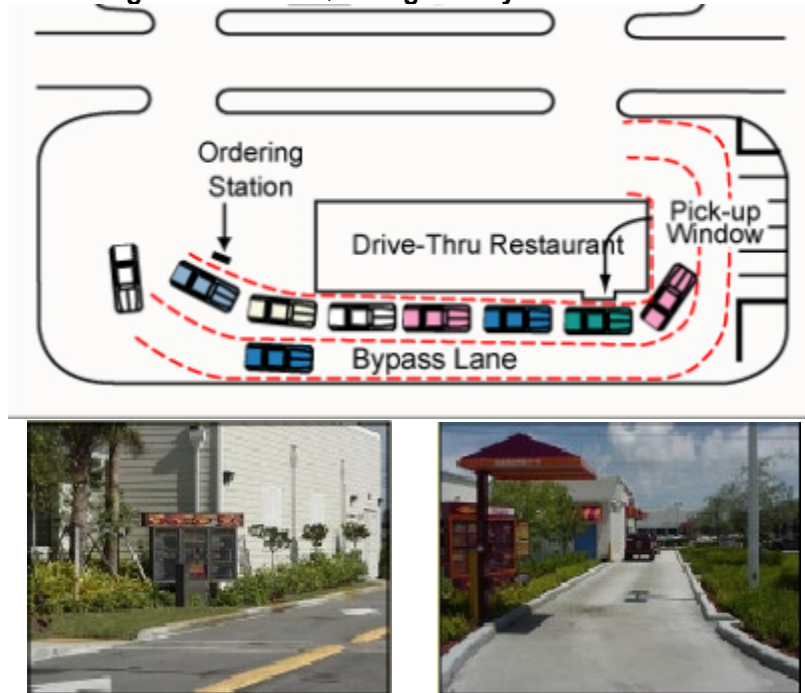 Ordering
Station
Drive-Thru Restaurant
Pick-up
Window
Bypass Lane